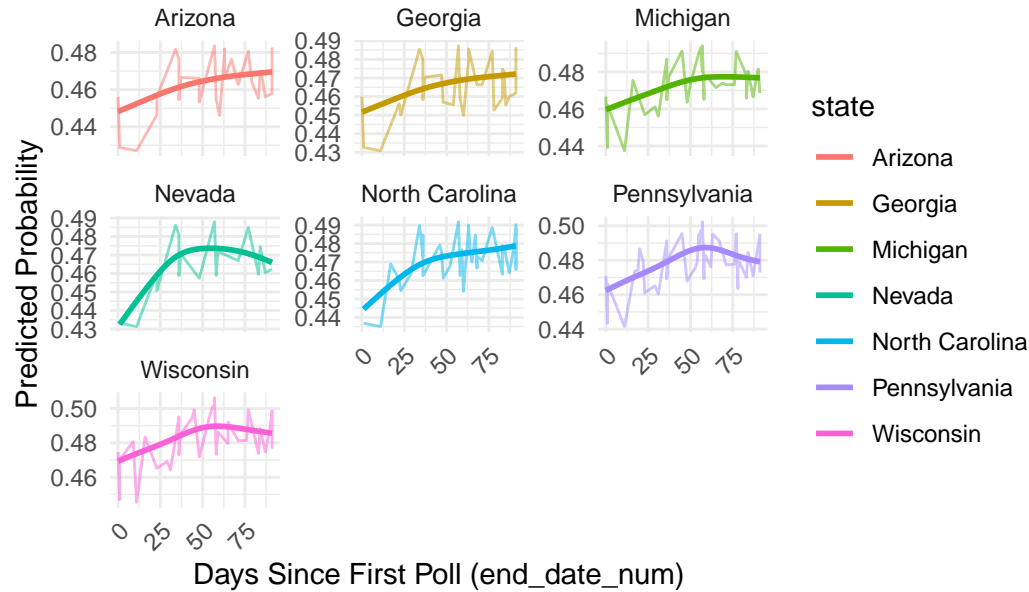 Arizona
Georgia
Michigan
0.48
0.46
0.44
0.49
0.48
0.47
0.46
0.45
0.44
0.43
0.48
0.46
0.44
Nevada
North Carolina
Pennsylvania
0.49
0.48
0.47
0.46
0.45
0.44
0.43
0.49
0.48
0.47
0.46
0.45
0.44
0.50
0.48
0.46
0.44
0
25
50
75
0
25
50
75
Wisconsin
0.50
0.48
0.46
0
25
50
75
Predicted Probability
Days Since First Poll (end_date_num)
state
Arizona
Georgia
Michigan
Nevada
North Carolina
Pennsylvania
Wisconsin